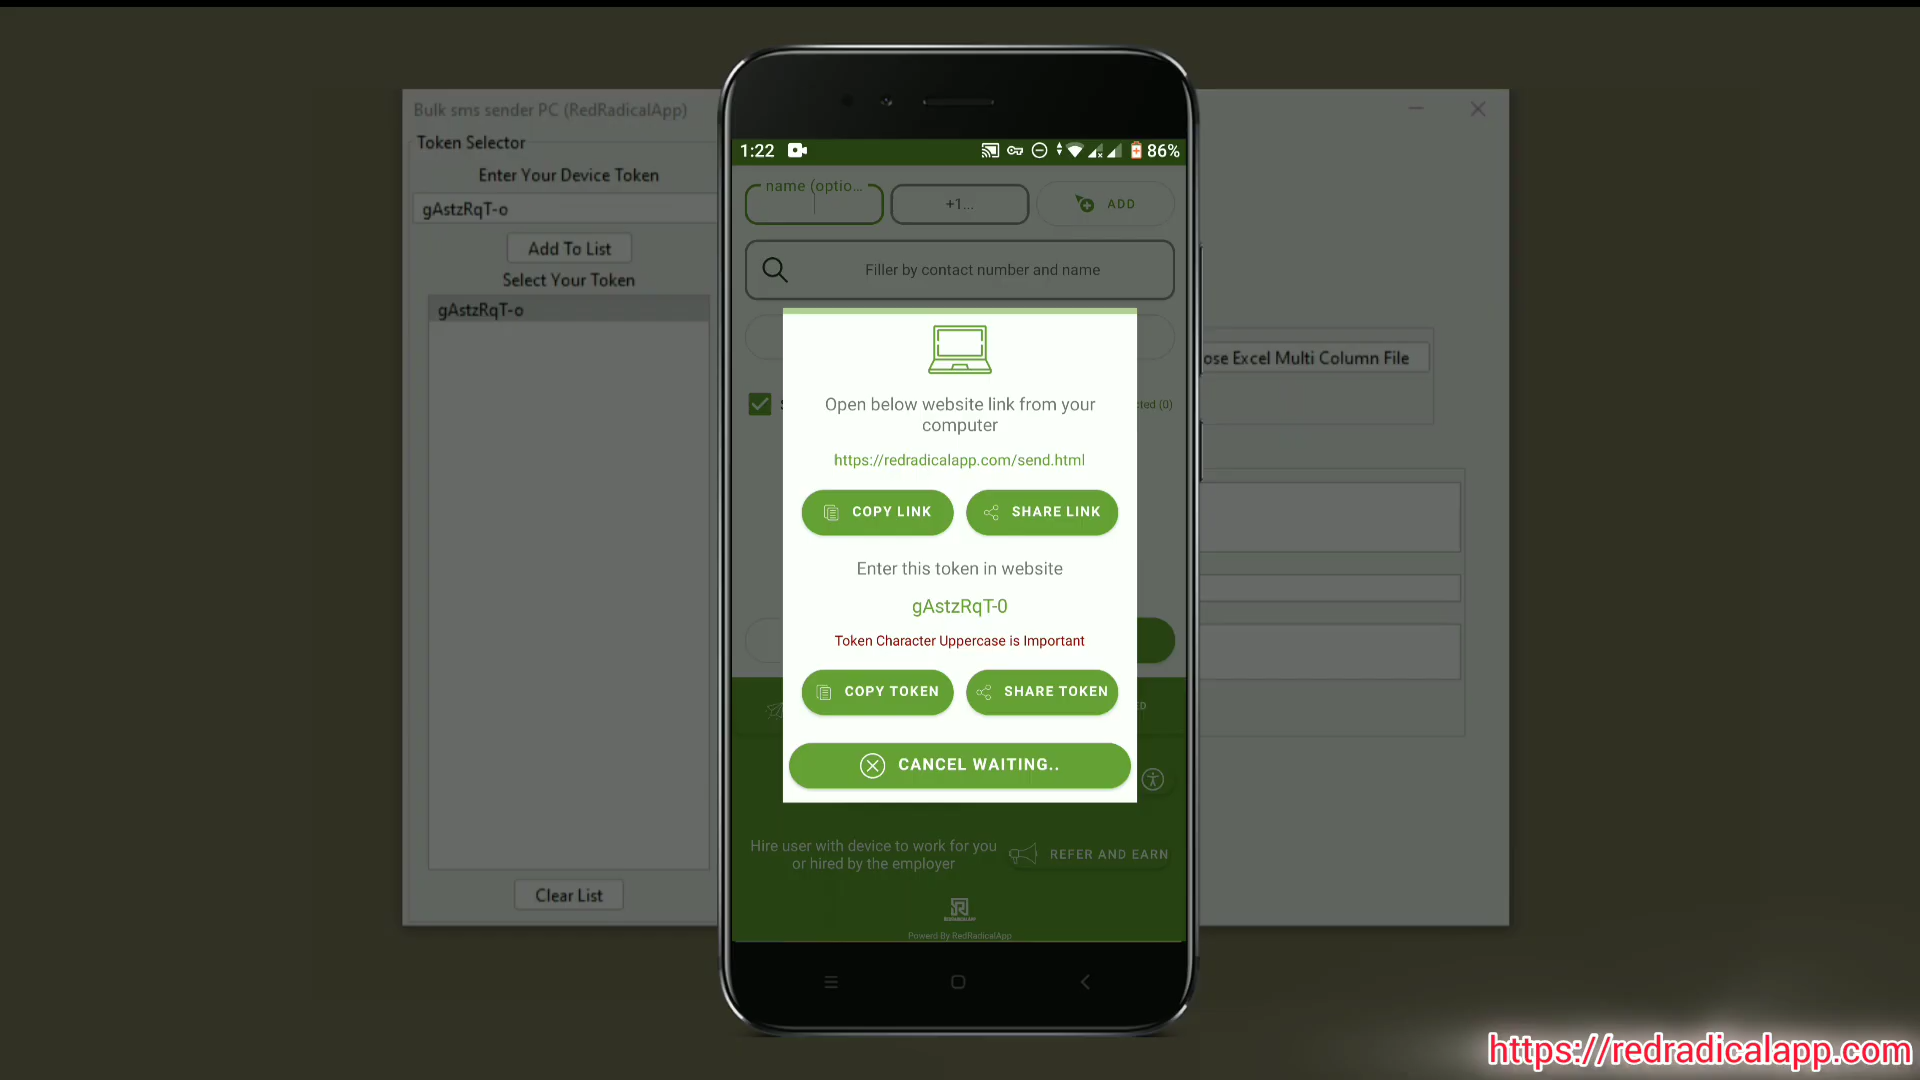 Bulk sms sender PC (RedRadicalApp)
Token Selector
Enter Your Device Token
gAstzRqT-o
Add To List
Select Your Token
gAstzRqT-o
Clear List
1:22
86%
name (optio...
+1...
ADD
Filler by contact number and name
Open below website link from your
computer
https://redradicalapp.com/send.html
COPY LINK
SHARE LINK
Enter this token in website
gAstzRqT-0
Token Character Uppercase is Important
COPY TOKEN
SHARE TOKEN
CANCEL WAITING..
Hire user with device to work for you
or hired by the employer
REFER AND EARN
REDRADICALAPP
Powerd By RedRadicalApp
ose Excel Multi Column File
https://redradicalapp.com